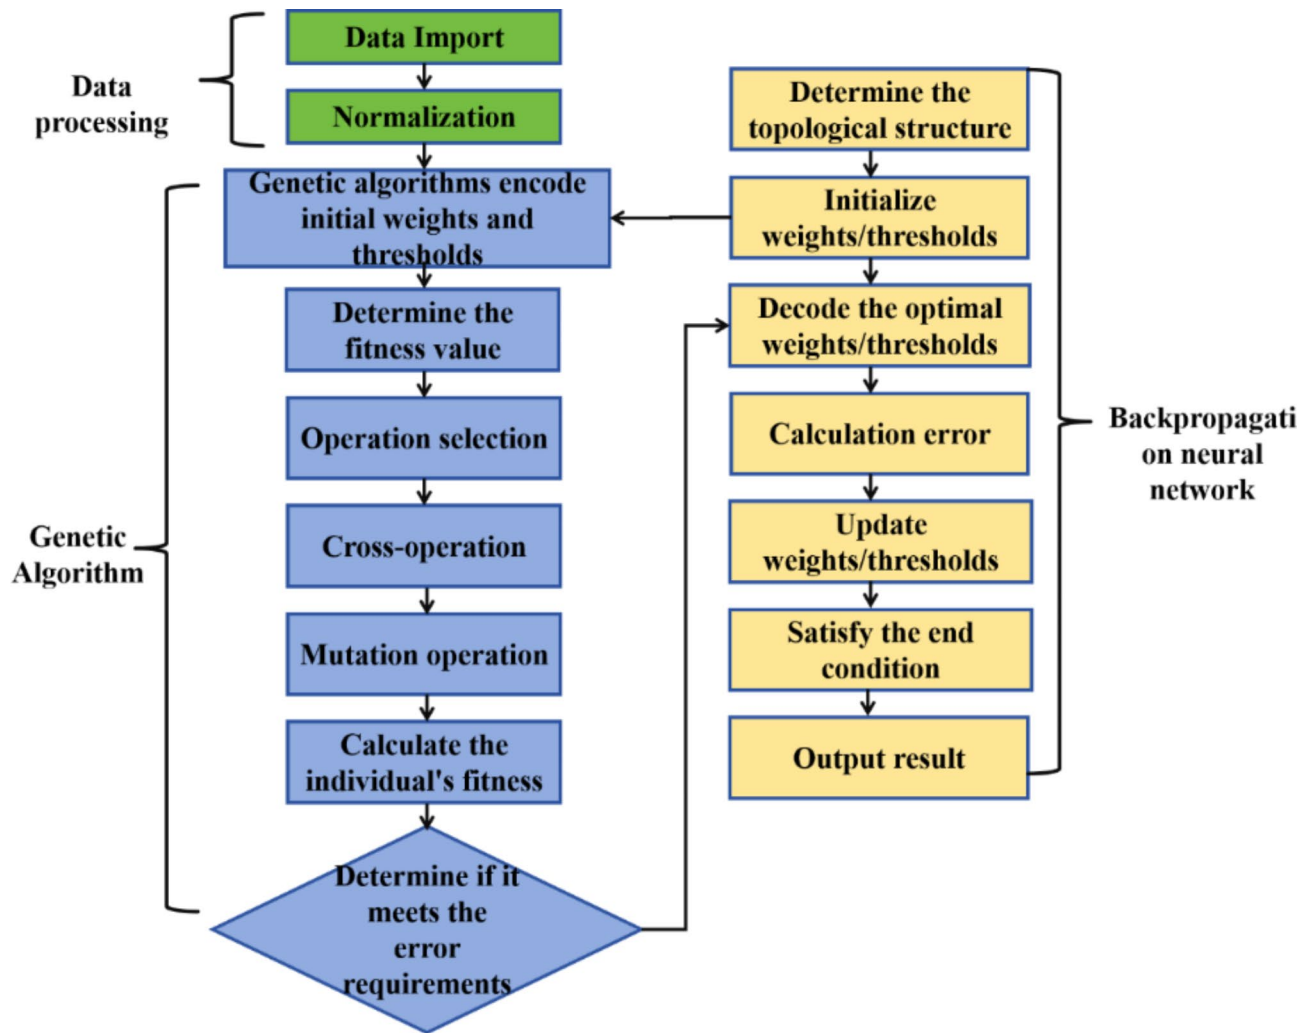 Data
processing
Data Import
Normalization
Genetic algorithms encode
initial weights and
thresholds
Determine the
fitness value
Operation selection
Cross-operation
Mutation operation
Calculate the
individual's fitness
Determine if it
meets the
error
requirements
Genetic
Algorithm
Determine the
topological structure
Initialize
weights/thresholds
Decode the optimal
weights/thresholds
Calculation error
Update
weights/thresholds
Satisfy the end
condition
Output result
Backpropagati
on neural
network